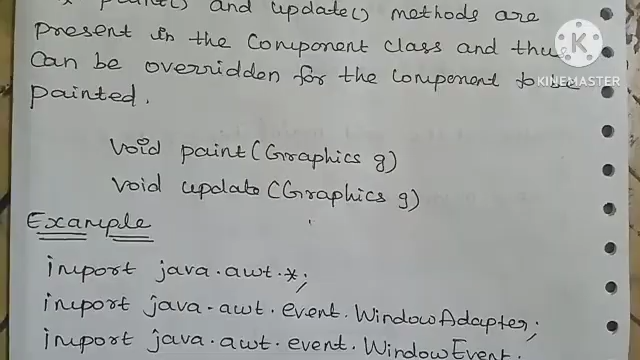 * paint() and update() methods are
present in the Component class and thus
can be overridden for the component to be
painted.
void paint(Graphics g)
void update(Graphics g)
Example
import java.awt.*;
import java.awt.event.WindowAdapter;
import java.awt.event.WindowEvent.
K
KINEMASTER